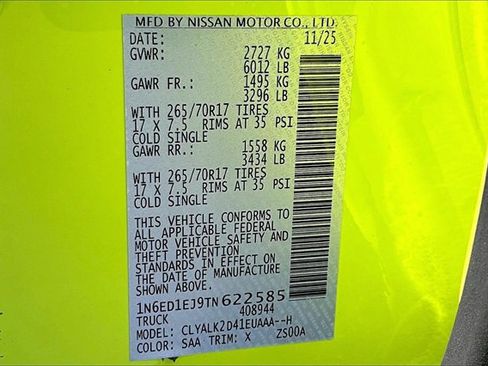 MFD BY NISSAN MOTOR CO., LTD.
DATE: 11/25
GVWR: 2727 KG
6012 LB
GAWR FR.: 1495 KG
3296 LB
WITH 265/70R17 TIRES
17 X 7.5 RIMS AT 35 PSI
COLD SINGLE
GAWR RR.: 1558 KG
3434 LB
WITH 265/70R17 TIRES
17 X 7.5 RIMS AT 35 PSI
COLD SINGLE
THIS VEHICLE CONFORMS TO
ALL APPLICABLE FEDERAL
MOTOR VEHICLE SAFETY AND
THEFT PREVENTION
STANDARDS IN EFFECT ON
THE DATE OF MANUFACTURE
SHOWN ABOVE.
1N6ED1EJ9TN622585
TRUCK 408944
MODEL: CLYALK2D41EUAAA--H
COLOR: SAA TRIM: X ZS00A